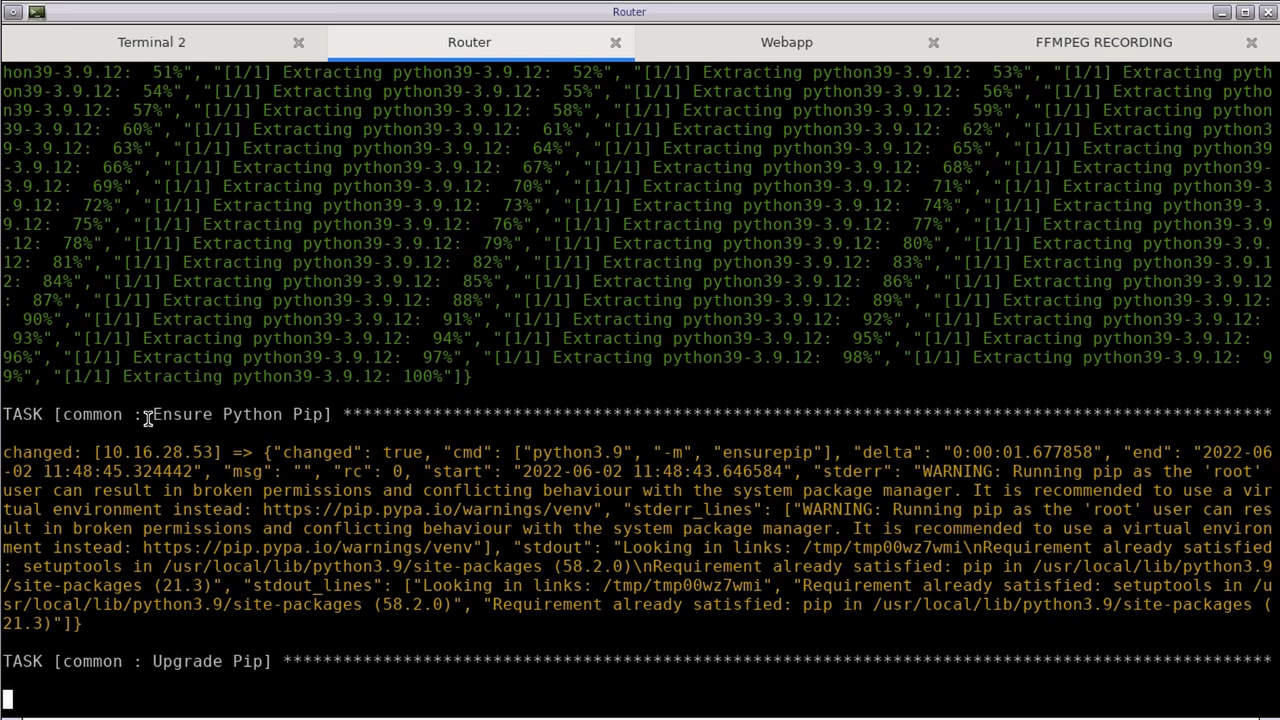 Router
Terminal 2
Router
Webapp
FFMPEG RECORDING
hon39-3.9.12:  51%", "[1/1] Extracting python39-3.9.12:  52%", "[1/1] Extracting python39-3.9.12:  53%", "[1/1] Extracting pyth
on39-3.9.12:  54%", "[1/1] Extracting python39-3.9.12:  55%", "[1/1] Extracting python39-3.9.12:  56%", "[1/1] Extracting pytho
n39-3.9.12:  57%", "[1/1] Extracting python39-3.9.12:  58%", "[1/1] Extracting python39-3.9.12:  59%", "[1/1] Extracting python
39-3.9.12:  60%", "[1/1] Extracting python39-3.9.12:  61%", "[1/1] Extracting python39-3.9.12:  62%", "[1/1] Extracting python3
9-3.9.12:  63%", "[1/1] Extracting python39-3.9.12:  64%", "[1/1] Extracting python39-3.9.12:  65%", "[1/1] Extracting python39
-3.9.12:  66%", "[1/1] Extracting python39-3.9.12:  67%", "[1/1] Extracting python39-3.9.12:  68%", "[1/1] Extracting python39-
3.9.12:  69%", "[1/1] Extracting python39-3.9.12:  70%", "[1/1] Extracting python39-3.9.12:  71%", "[1/1] Extracting python39-3
.9.12:  72%", "[1/1] Extracting python39-3.9.12:  73%", "[1/1] Extracting python39-3.9.12:  74%", "[1/1] Extracting python39-3.
9.12:  75%", "[1/1] Extracting python39-3.9.12:  76%", "[1/1] Extracting python39-3.9.12:  77%", "[1/1] Extracting python39-3.9
.12:  78%", "[1/1] Extracting python39-3.9.12:  79%", "[1/1] Extracting python39-3.9.12:  80%", "[1/1] Extracting python39-3.9.
12:  81%", "[1/1] Extracting python39-3.9.12:  82%", "[1/1] Extracting python39-3.9.12:  83%", "[1/1] Extracting python39-3.9.1
2:  84%", "[1/1] Extracting python39-3.9.12:  85%", "[1/1] Extracting python39-3.9.12:  86%", "[1/1] Extracting python39-3.9.12
:  87%", "[1/1] Extracting python39-3.9.12:  88%", "[1/1] Extracting python39-3.9.12:  89%", "[1/1] Extracting python39-3.9.12:
  90%", "[1/1] Extracting python39-3.9.12:  91%", "[1/1] Extracting python39-3.9.12:  92%", "[1/1] Extracting python39-3.9.12: 
 93%", "[1/1] Extracting python39-3.9.12:  94%", "[1/1] Extracting python39-3.9.12:  95%", "[1/1] Extracting python39-3.9.12:  
96%", "[1/1] Extracting python39-3.9.12:  97%", "[1/1] Extracting python39-3.9.12:  98%", "[1/1] Extracting python39-3.9.12:  9
9%", "[1/1] Extracting python39-3.9.12: 100%"]}
TASK [common : Ensure Python Pip] *********************************************************************************************
changed: [10.16.28.53] => {"changed": true, "cmd": ["python3.9", "-m", "ensurepip"], "delta": "0:00:01.677858", "end": "2022-06
-02 11:48:45.324442", "msg": "", "rc": 0, "start": "2022-06-02 11:48:43.646584", "stderr": "WARNING: Running pip as the 'root' 
user can result in broken permissions and conflicting behaviour with the system package manager. It is recommended to use a vir
tual environment instead: https://pip.pypa.io/warnings/venv", "stderr_lines": ["WARNING: Running pip as the 'root' user can res
ult in broken permissions and conflicting behaviour with the system package manager. It is recommended to use a virtual environ
ment instead: https://pip.pypa.io/warnings/venv"], "stdout": "Looking in links: /tmp/tmp00wz7wmi\nRequirement already satisfied
: setuptools in /usr/local/lib/python3.9/site-packages (58.2.0)\nRequirement already satisfied: pip in /usr/local/lib/python3.9
/site-packages (21.3)", "stdout_lines": ["Looking in links: /tmp/tmp00wz7wmi", "Requirement already satisfied: setuptools in /u
sr/local/lib/python3.9/site-packages (58.2.0)", "Requirement already satisfied: pip in /usr/local/lib/python3.9/site-packages (
21.3)"]}
TASK [common : Upgrade Pip] ***************************************************************************************************